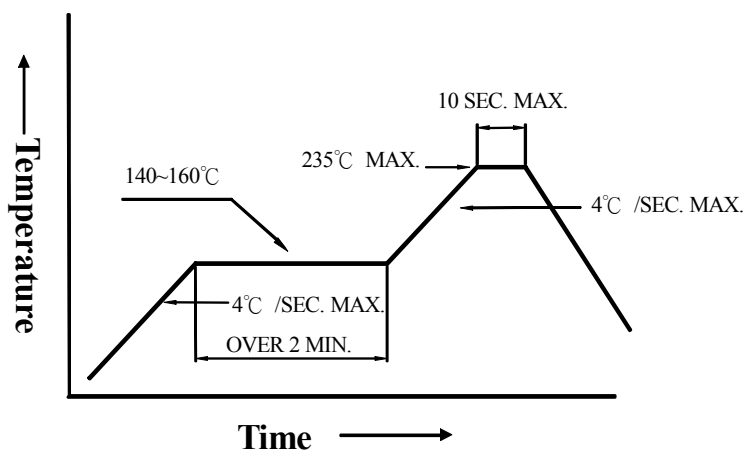 10 SEC. MAX.
235℃ MAX.
140~160℃
4℃ /SEC. MAX.
4℃ /SEC. MAX.
OVER 2 MIN.
Temperature
Time